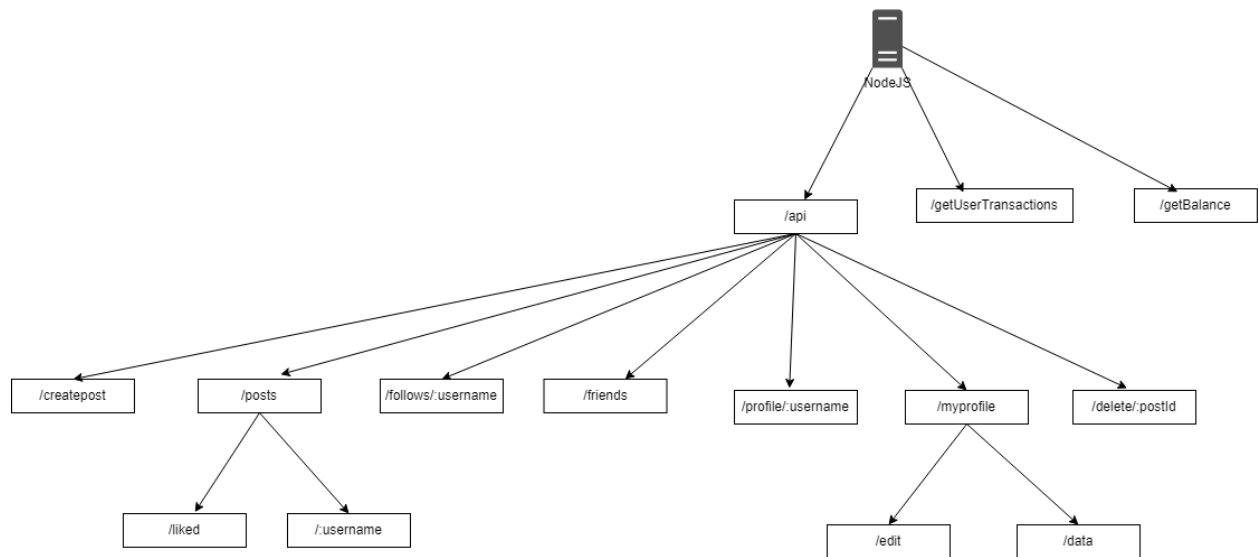 NodeJS
/getUserTransactions
/getBalance
/api
/createpost
/posts
/follows/:username
/friends
/profile/:username
/myprofile
/delete/:postId
/liked
/:username
/edit
/data